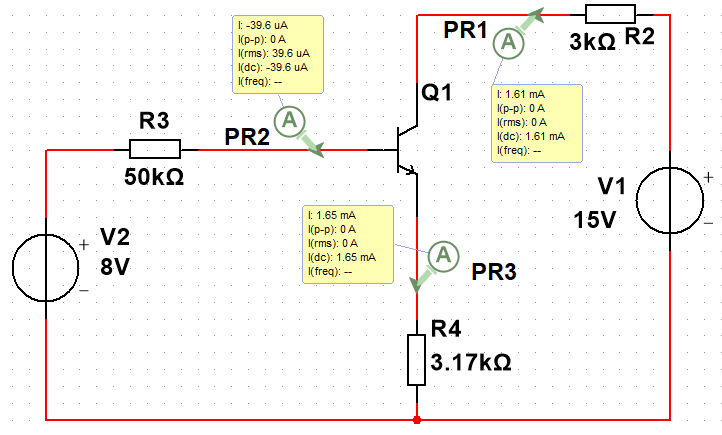 I: -39.6 uA
I(p-p): 0 A
I(rms): 39.6 uA
I(dc): -39.6 uA
I(freq): --
PR1
A
3kΩ
R2
Q1
I: 1.61 mA
I(p-p): 0 A
I(rms): 0 A
I(dc): 1.61 mA
I(freq): --
R3
PR2
A
50kΩ
V1
15V
+
−
I: 1.65 mA
I(p-p): 0 A
I(rms): 0 A
I(dc): 1.65 mA
I(freq): --
A
PR3
V2
8V
+
−
R4
3.17kΩ